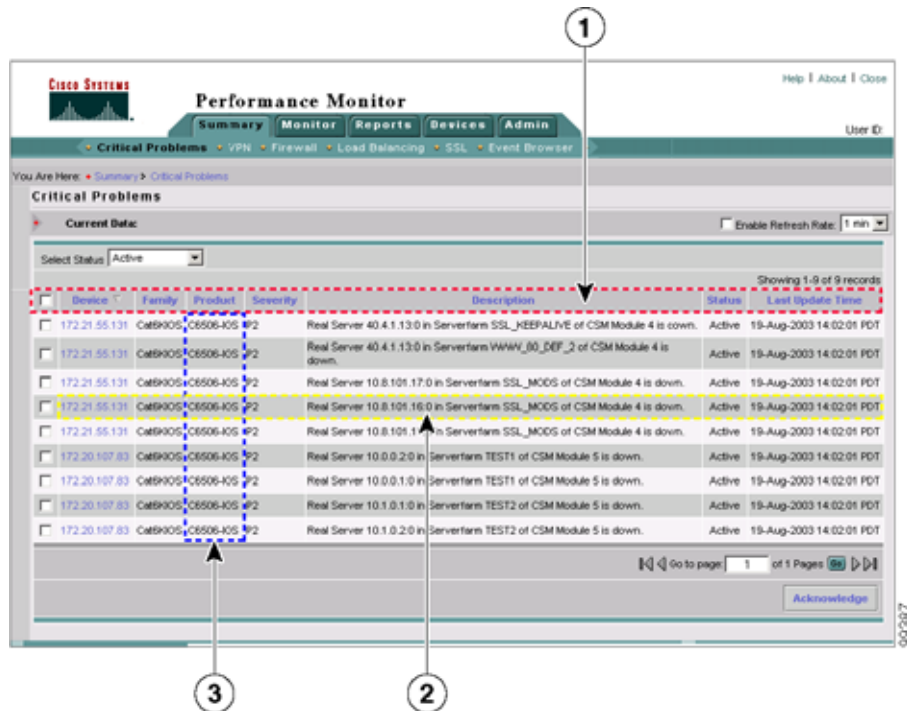 1
CISCO SYSTEMS
Help | About | Close
Performance Monitor
Summary Monitor Reports Devices Admin
User ID:
Critical Problems VPN Firewall Load Balancing SSL Event Browser
You Are Here: Summary > Critical Problems
Critical Problems
Current Data:
Enable Refresh Rate: 1 min
Select Status Active
Showing 1-9 of 9 records
Device Family Product Severity Description Status Last Update Time
172.21.55.131 Cat6KIOS C6506-IOS P2 Real Server 40.4.1.13:0 in Serverfarm SSL_KEEPALIVE of CSM Module 4 is down. Active 19-Aug-2003 14:02:01 PDT
172.21.55.131 Cat6KIOS C6506-IOS P2 Real Server 40.4.1.13:0 in Serverfarm WWW_80_DEF_2 of CSM Module 4 is
down. Active 19-Aug-2003 14:02:01 PDT
172.21.55.131 Cat6KIOS C6506-IOS P2 Real Server 10.8.101.17:0 in Serverfarm SSL_MODS of CSM Module 4 is down. Active 19-Aug-2003 14:02:01 PDT
172.21.55.131 Cat6KIOS C6506-IOS P2 Real Server 10.8.101.16:0 in Serverfarm SSL_MODS of CSM Module 4 is down. Active 19-Aug-2003 14:02:01 PDT
172.21.55.131 Cat6KIOS C6506-IOS P2 Real Server in Serverfarm SSL_MODS of CSM Module 4 is down. Active 19-Aug-2003 14:02:01 PDT
172.20.107.83 Cat6KIOS C6506-IOS P2 Real Server 10.0.0.2:0 in Serverfarm TEST1 of CSM Module 5 is down. Active 19-Aug-2003 14:02:01 PDT
172.20.107.83 Cat6KIOS C6506-IOS P2 Real Server 10.0.0.1:0 in Serverfarm TEST1 of CSM Module 5 is down. Active 19-Aug-2003 14:02:01 PDT
172.20.107.83 Cat6KIOS C6506-IOS P2 Real Server 10.1.0.1:0 in Serverfarm TEST2 of CSM Module 5 is down. Active 19-Aug-2003 14:02:01 PDT
172.20.107.83 Cat6KIOS C6506-IOS P2 Real Server 10.1.0.2:0 in Serverfarm TEST2 of CSM Module 5 is down. Active 19-Aug-2003 14:02:01 PDT
Go to page: 1 of 1 Pages Go
Acknowledge
99387
3 2